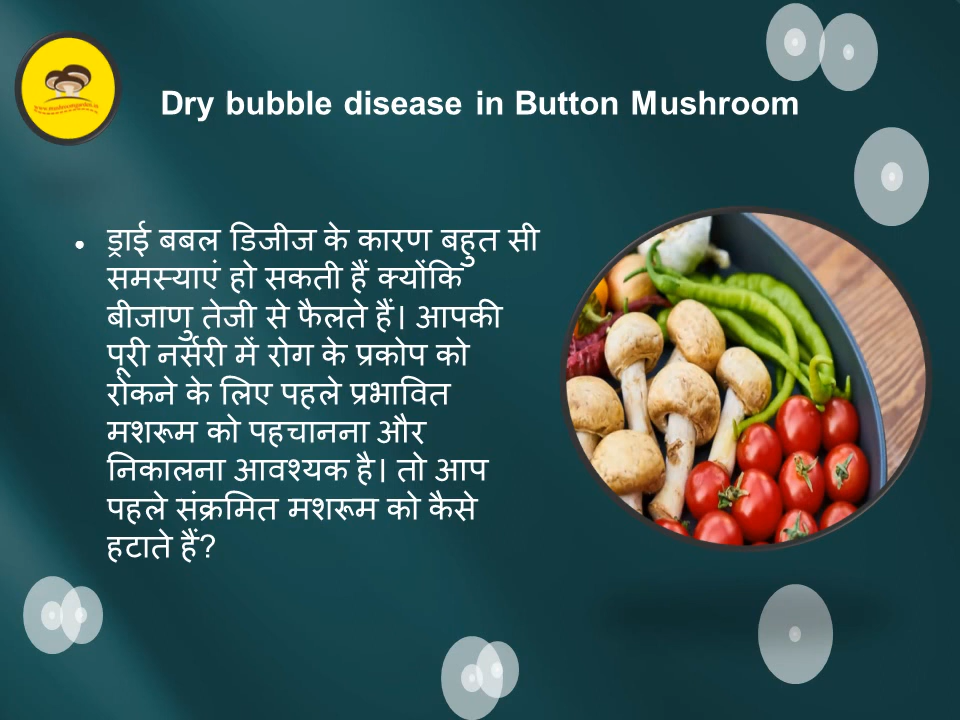 Dry bubble disease in Button Mushroom
• ड्राई बबल डिजीज के कारण बहुत सी
समस्याएं हो सकती हैं क्योंकि
बीजाणु तेजी से फैलते हैं। आपकी
पूरी नर्सरी में रोग के प्रकोप को
रोकने के लिए पहले प्रभावित
मशरूम को पहचानना और
निकालना आवश्यक है। तो आप
पहले संक्रमित मशरूम को कैसे
हटाते हैं?